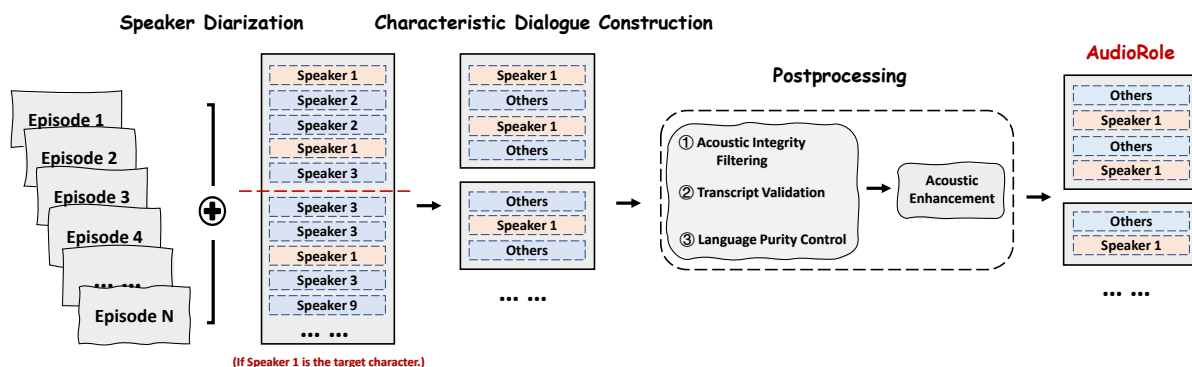 Speaker Diarization
Characteristic Dialogue Construction
Postprocessing
AudioRole
Episode 1
Episode 2
Episode 3
Episode 4
... ...
Episode N
Speaker 1
Speaker 2
Speaker 2
Speaker 1
Speaker 3
Speaker 3
Speaker 3
Speaker 1
Speaker 3
Speaker 9
... ...
(If Speaker 1 is the target character.)
Speaker 1
Others
Speaker 1
Others
Others
Speaker 1
Others
... ...
① Acoustic Integrity
Filtering
② Transcript Validation
③ Language Purity Control
Acoustic
Enhancement
Others
Speaker 1
Others
Speaker 1
Others
Speaker 1
... ...